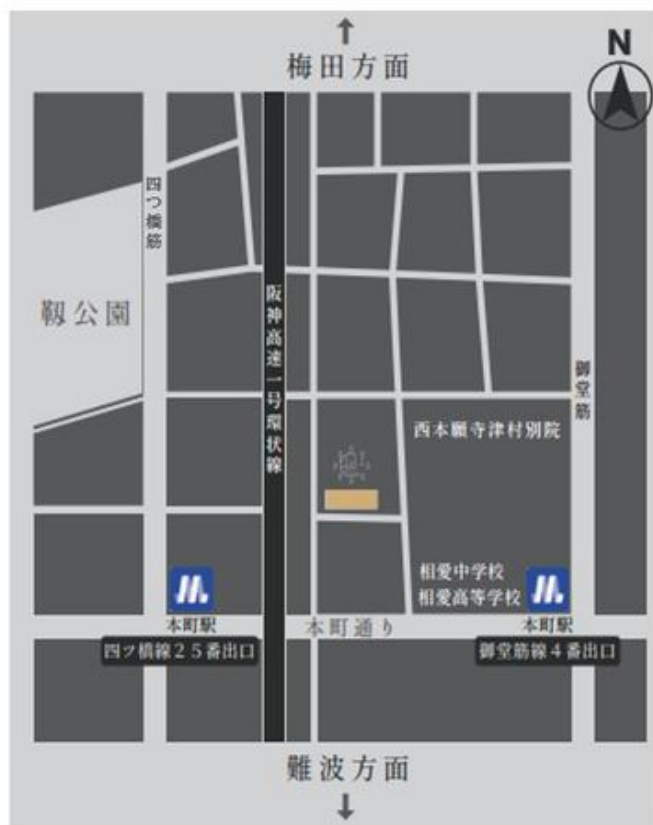 梅田方面
N
四つ橋筋
靱公園
阪神高速一号環状線
御堂筋
西本願寺津村別院
相愛中学校
相愛高等学校
本町駅
本町通り
本町駅
四ツ橋線25番出口
御堂筋線4番出口
難波方面